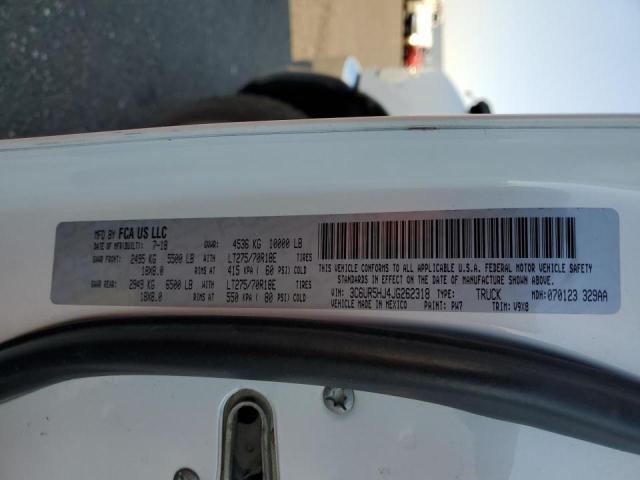 MFD BY FCA US LLC
DATE OF MFR(BUILT): 7-18 GVWR: 4536 KG 10000 LB
GAWR FRONT: 2495 KG 5500 LB WITH LT275/70R18E TIRES
18X8.0 RIMS AT 415 KPA ( 60 PSI) COLD
GAWR REAR: 2949 KG 6500 LB WITH LT275/70R18E TIRES
18X8.0 RIMS AT 550 KPA ( 80 PSI) COLD
THIS VEHICLE CONFORMS TO ALL APPLICABLE U.S.A. FEDERAL MOTOR VEHICLE SAFETY
STANDARDS IN EFFECT ON THE DATE OF MANUFACTURE SHOWN ABOVE.
VIN: 3C6UR5HJ4JG262318 TYPE: TRUCK MDH: 070123 329AA
VEHICLE MADE IN MEXICO PAINT: PW7 TRIM: V9X8